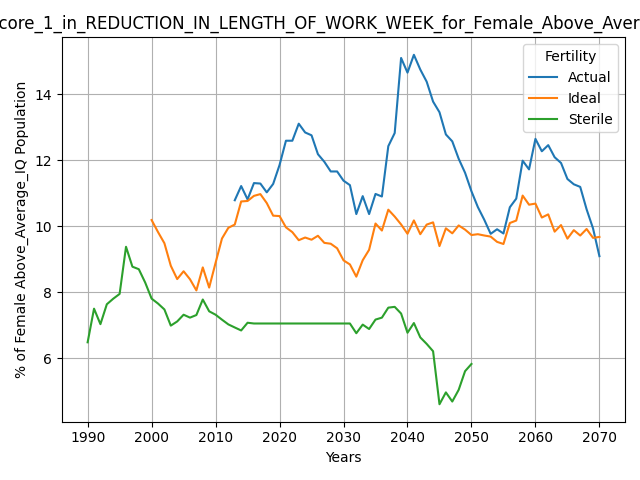 core_1_in_REDUCTION_IN_LENGTH_OF_WORK_WEEK_for_Female_Above_Aver
Fertility
Actual
Ideal
Sterile
% of Female Above_Average_IQ Population
14
12
10
8
6
1990 2000 2010 2020 2030 2040 2050 2060 2070
Years